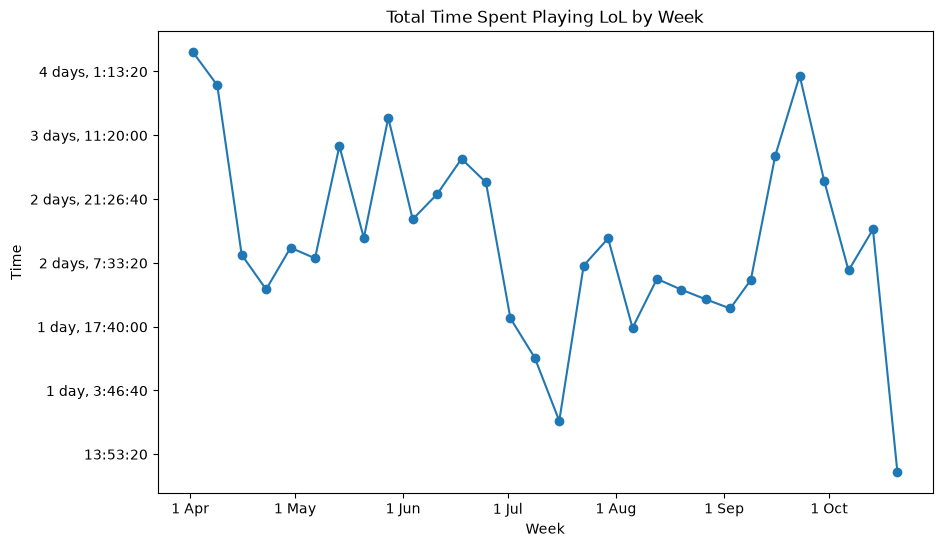 Total Time Spent Playing LoL by Week
4 days, 1:13:20
3 days, 11:20:00
2 days, 21:26:40
2 days, 7:33:20
1 day, 17:40:00
1 day, 3:46:40
13:53:20
Time
1 Apr
1 May
1 Jun
1 Jul
1 Aug
1 Sep
1 Oct
Week